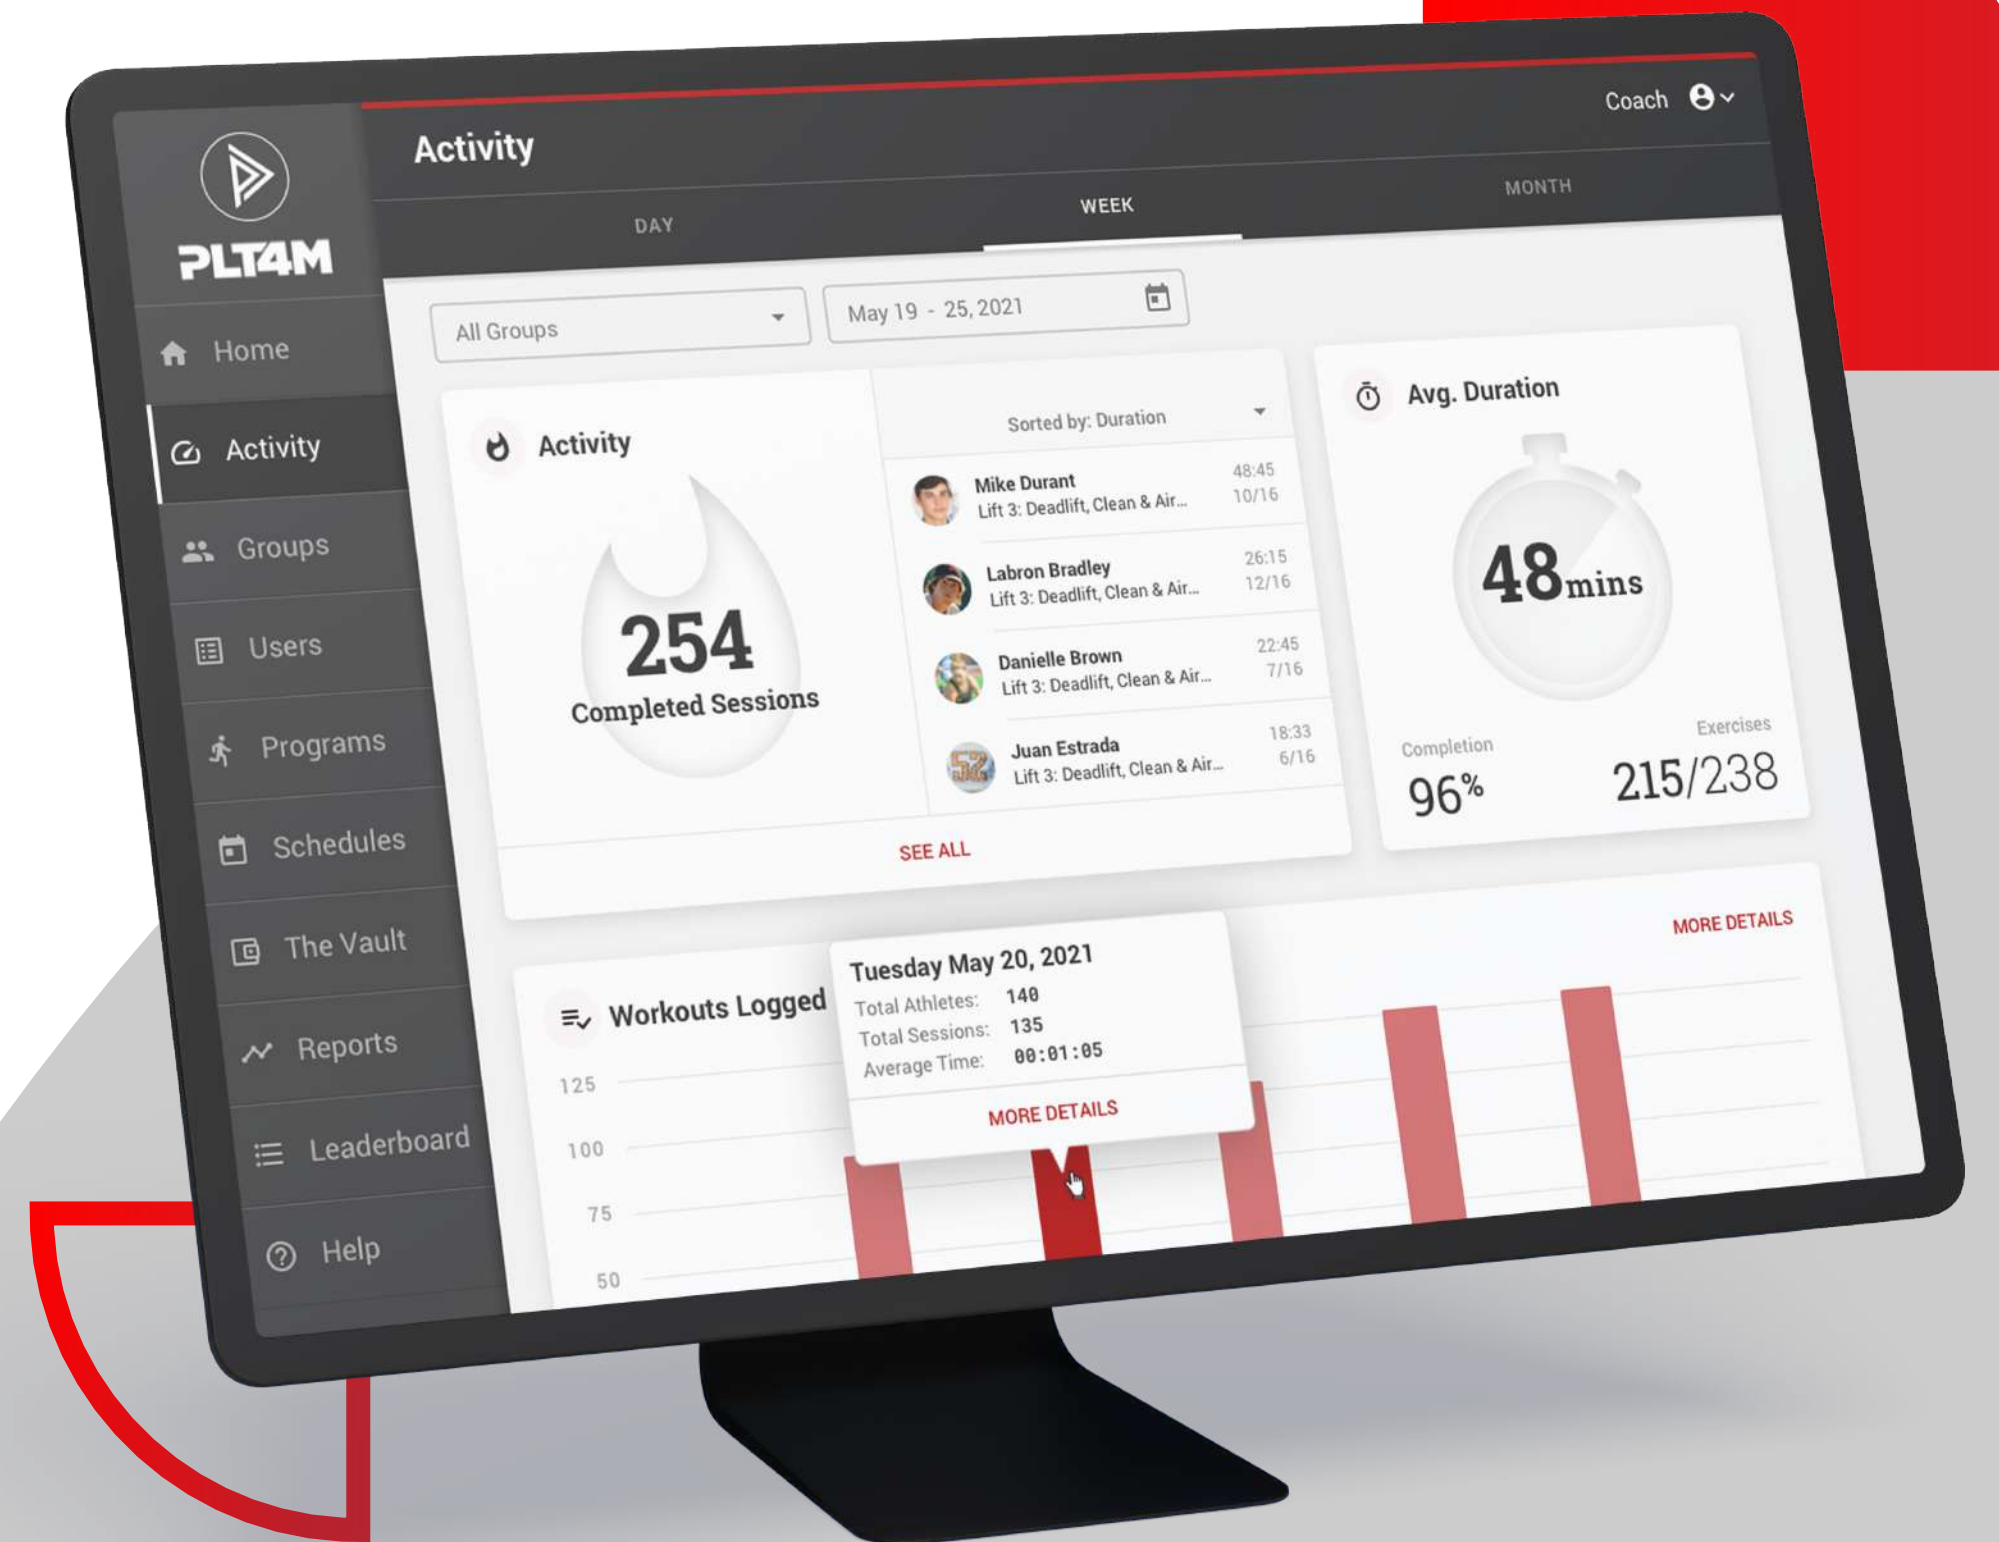 PLT4M
Home
Activity
Groups
Users
Programs
Schedules
The Vault
Reports
Leaderboard
Help
Activity
Coach
DAY
WEEK
MONTH
All Groups
May 19 - 25, 2021
Activity
254
Completed Sessions
Sorted by: Duration
Mike Durant 48:45
Lift 3: Deadlift, Clean & Air... 10/16
Labron Bradley 26:15
Lift 3: Deadlift, Clean & Air... 12/16
Danielle Brown 22:45
Lift 3: Deadlift, Clean & Air... 7/16
Juan Estrada 18:33
Lift 3: Deadlift, Clean & Air... 6/16
SEE ALL
Avg. Duration
48mins
Completion
96%
Exercises
215/238
Workouts Logged
MORE DETAILS
125
100
75
50
Tuesday May 20, 2021
Total Athletes: 140
Total Sessions: 135
Average Time: 00:01:05
MORE DETAILS
52